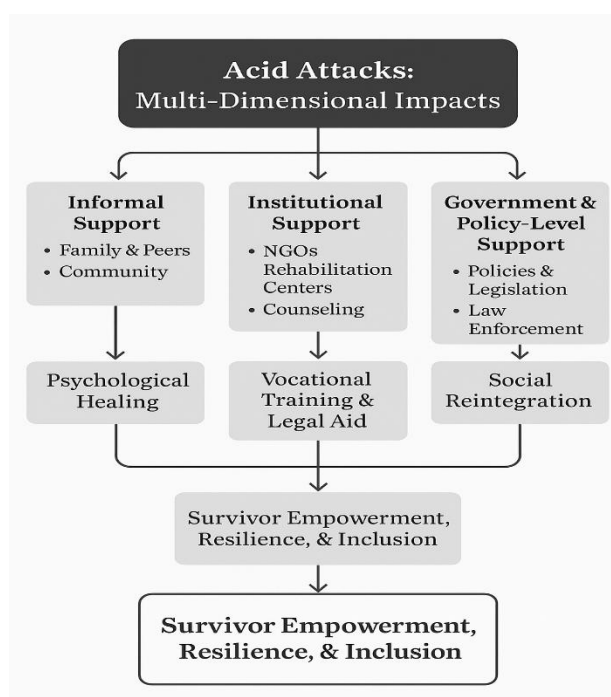 Acid Attacks:
Multi-Dimensional Impacts
Informal
Support
• Family & Peers
• Community
Institutional
Support
• NGOs
Rehabilitation
Centers
• Counseling
Government &
Policy-Level
Support
• Policies &
Legislation
• Law
Enforcement
Psychological
Healing
Vocational
Training &
Legal Aid
Social
Reintegration
Survivor Empowerment,
Resilience, & Inclusion
Survivor Empowerment,
Resilience, & Inclusion